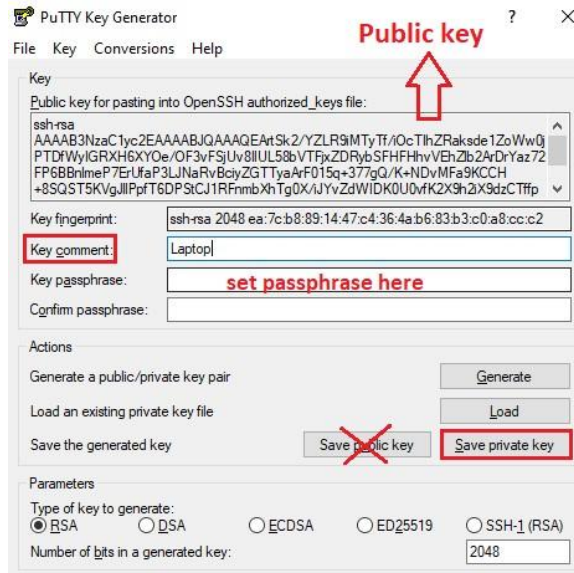 PuTTY Key Generator ? X
Public key
File Key Conversions Help
Key
Public key for pasting into OpenSSH authorized_keys file:
ssh-rsa
AAAAB3NzaC1yc2EAAAABJQAAAQEArtSk2/YZLR9iMTyTf/iOcTlhZRaksde1ZoWw0j
PTDfWyIGRXH6XYOe/OF3vFSjUv8IIUL58bVTFjxZDRybSFHFHhvVEhZlb2ArDrYaz72
FP6BBnlmeP7ErUfaP3LJNaRvBciyZGTTyaArF015q+377gQ/K+NDvMFa9KCCH
+8SQST5KVgJIlPpfT6DPStCJ1RFnmbXhTg0X/iJYvZdWIDK0U0vfK2X9h2iX9dzCTffp
Key fingerprint: ssh-rsa 2048 ea:7c:b8:89:14:47:c4:36:4a:b6:83:b3:c0:a8:cc:c2
Key comment: Laptop
Key passphrase: set passphrase here
Confirm passphrase:
Actions
Generate a public/private key pair Generate
Load an existing private key file Load
Save the generated key Save public key Save private key
Parameters
Type of key to generate:
RSA DSA ECDSA ED25519 SSH-1 (RSA)
Number of bits in a generated key: 2048